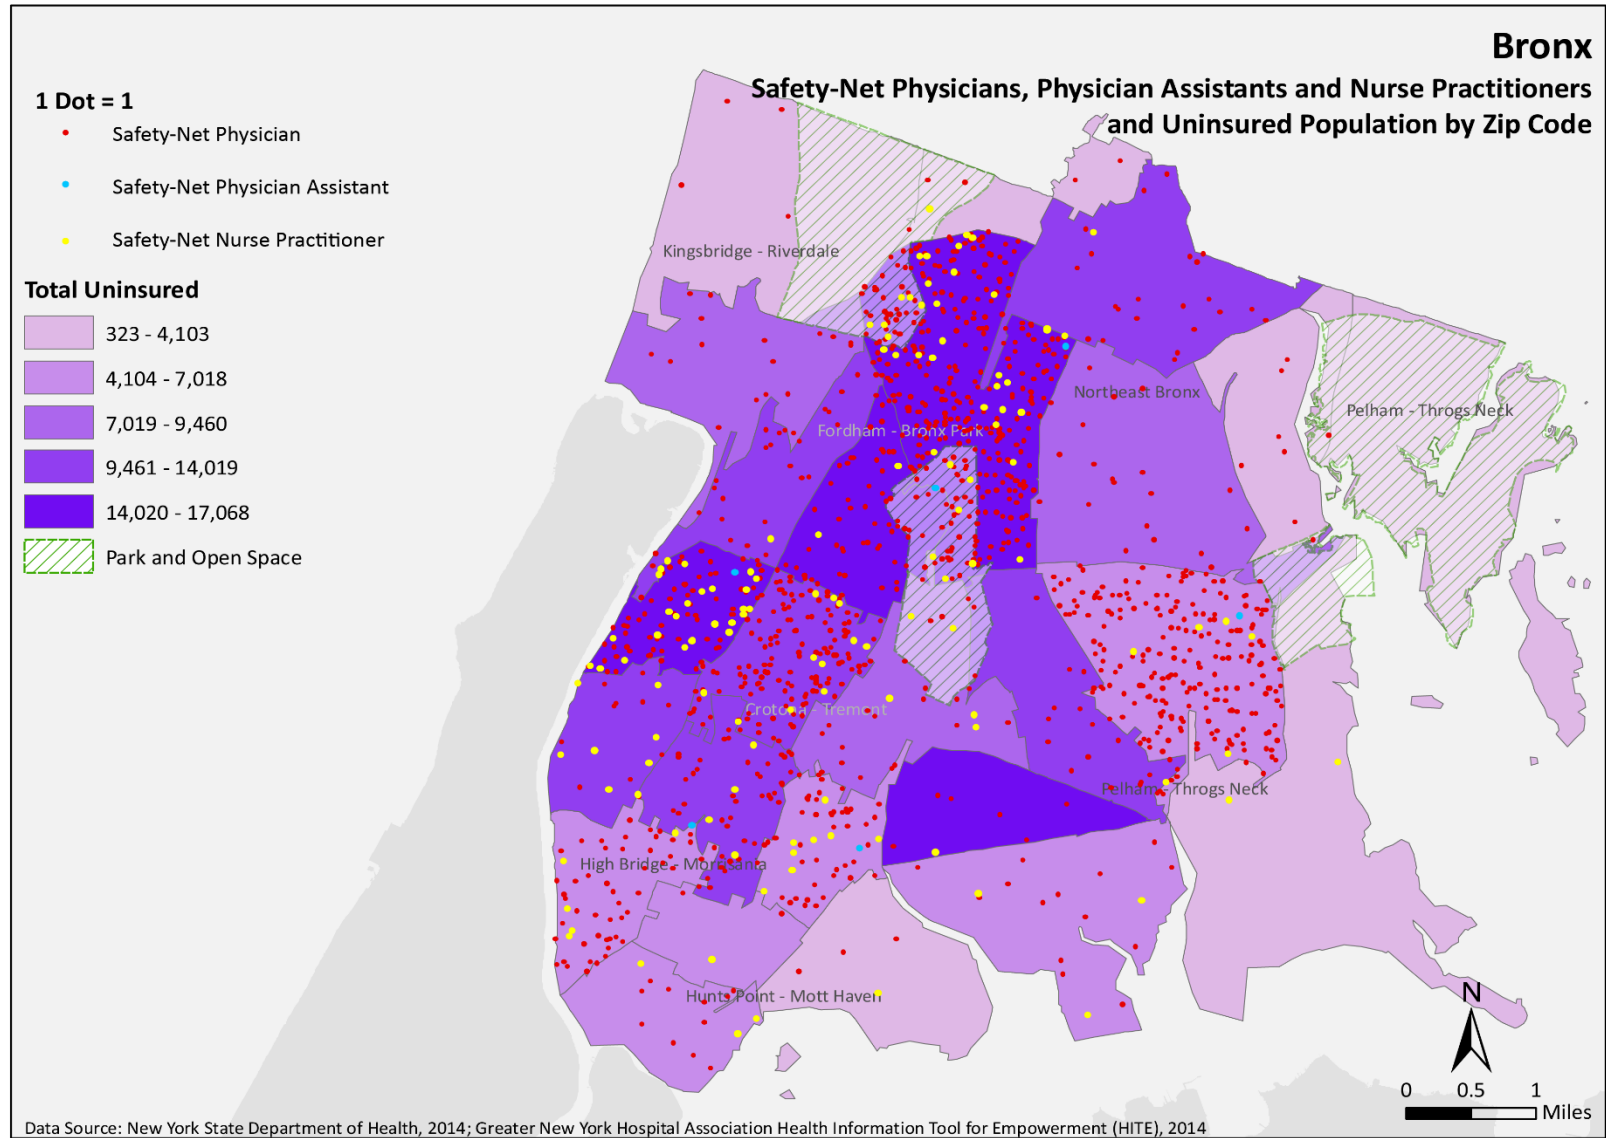 Bronx
Safety-Net Physicians, Physician Assistants and Nurse Practitioners
and Uninsured Population by Zip Code
1 Dot = 1
Safety-Net Physician
Safety-Net Physician Assistant
Safety-Net Nurse Practitioner
Total Uninsured
323 - 4,103
4,104 - 7,018
7,019 - 9,460
9,461 - 14,019
14,020 - 17,068
Park and Open Space
Kingsbridge - Riverdale
Northeast Bronx
Pelham - Throgs Neck
Fordham - Bronx Park
Crotona - Tremont
Pelham - Throgs Neck
High Bridge - Morrisania
Hunts Point - Mott Haven
N
0 0.5 1
Miles
Data Source: New York State Department of Health, 2014; Greater New York Hospital Association Health Information Tool for Empowerment (HITE), 2014